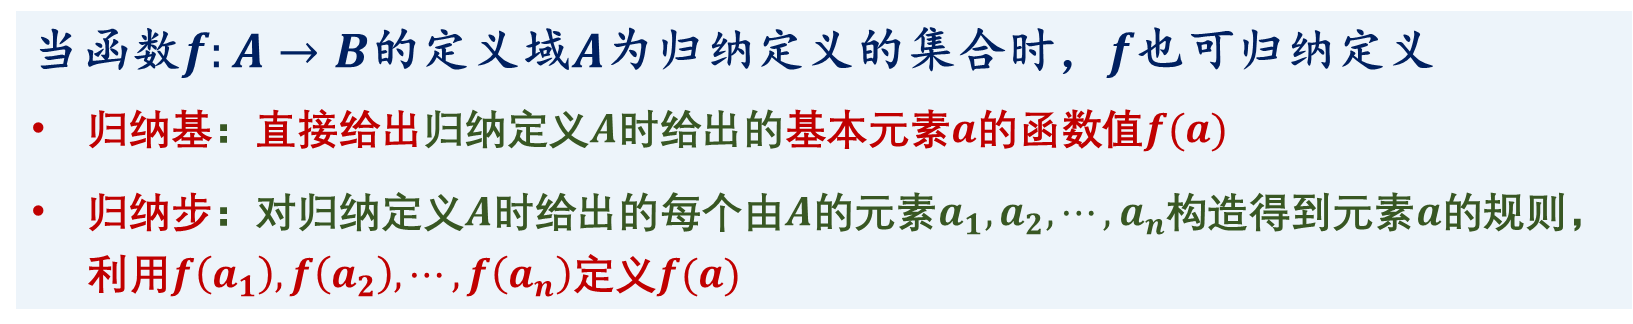 当函数f: A → B的定义域A为归纳定义的集合时，f也可归纳定义
• 归纳基：直接给出归纳定义A时给出的基本元素a的函数值f(a)
• 归纳步：对归纳定义A时给出的每个由A的元素a₁, a₂, ⋯, aₙ构造得到元素a的规则，
利用f(a₁), f(a₂), ⋯, f(aₙ)定义f(a)